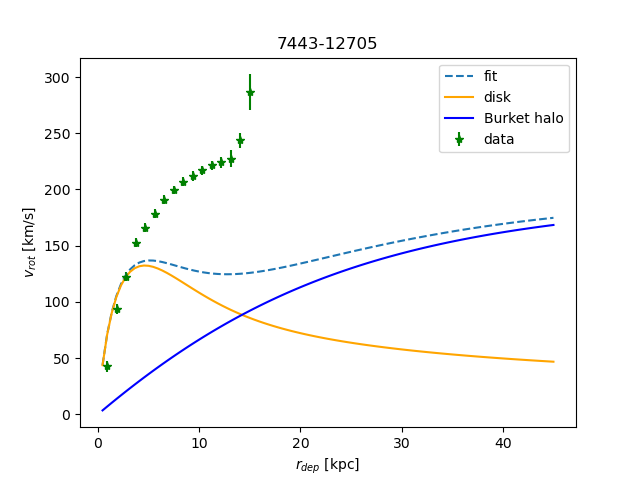 7443-12705
300
250
200
150
100
50
0
v_rot [km/s]
fit
disk
Burket halo
data
0 10 20 30 40
r_dep [kpc]